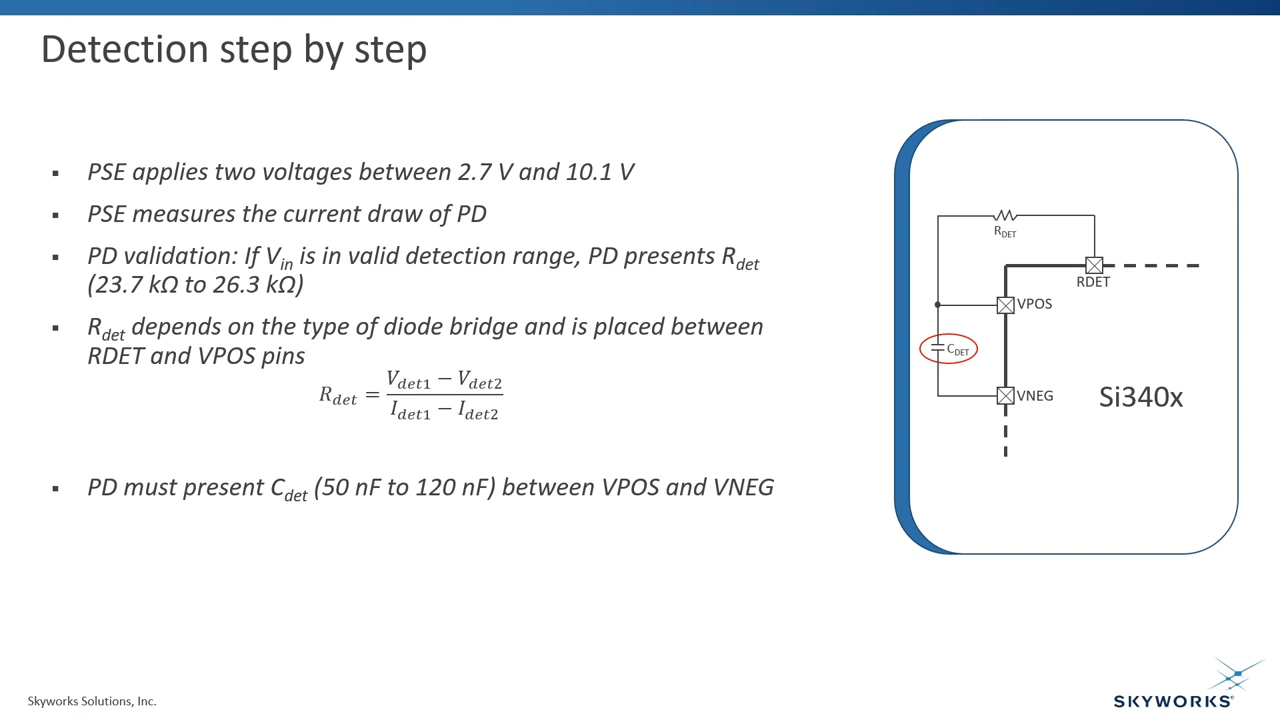 Detection step by step
▪ PSE applies two voltages between 2.7 V and 10.1 V
▪ PSE measures the current draw of PD
▪ PD validation: If Vin is in valid detection range, PD presents Rdet
(23.7 kΩ to 26.3 kΩ)
▪ Rdet depends on the type of diode bridge and is placed between
RDET and VPOS pins
Rdet = (Vdet1 − Vdet2) / (Idet1 − Idet2)
▪ PD must present Cdet (50 nF to 120 nF) between VPOS and VNEG
RDET
RDET
VPOS
CDET
VNEG
Si340x
Skyworks Solutions, Inc.
SKYWORKS®